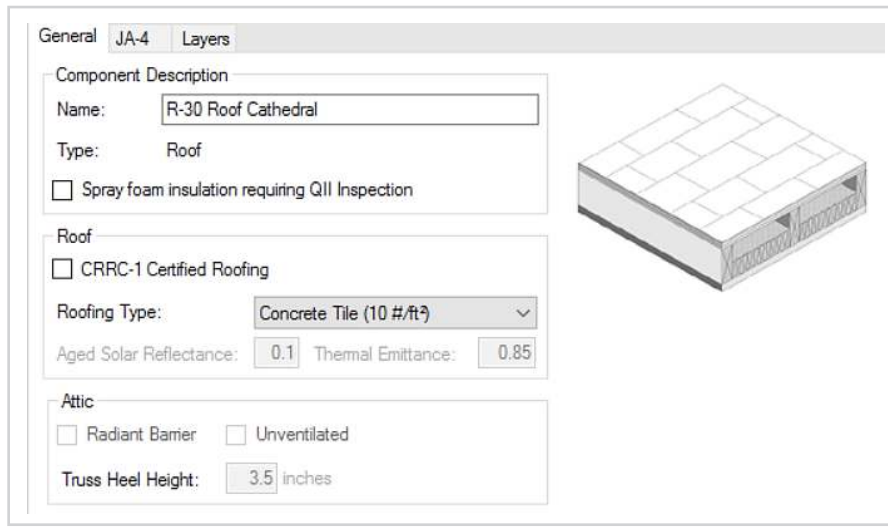 General JA-4 Layers
Component Description
Name: R-30 Roof Cathedral
Type: Roof
Spray foam insulation requiring QII Inspection
Roof
CRRC-1 Certified Roofing
Roofing Type: Concrete Tile (10 #/ft²)
Aged Solar Reflectance: 0.1 Thermal Emittance: 0.85
Attic
Radiant Barrier Unventilated
Truss Heel Height: 3.5 inches